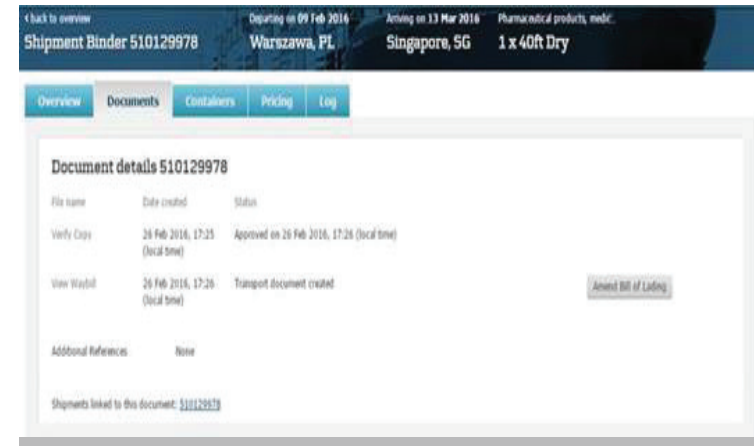 ‹ back to overview
Departing on 09 Feb 2016
Arriving on 13 Mar 2016
Pharmaceutical products, medic...
Shipment Binder 510129978
Warszawa, PL
Singapore, SG
1 x 40ft Dry
Overview
Documents
Containers
Pricing
Log
Document details 510129978
File name
Date created
Status
Verify Copy
26 Feb 2016, 17:25
Approved on 26 Feb 2016, 17:26 (local time)
(local time)
View Waybill
26 Feb 2016, 17:26
Transport document created
Amend Bill of Lading
(local time)
Additional References
None
Shipments linked to this document: 510129978